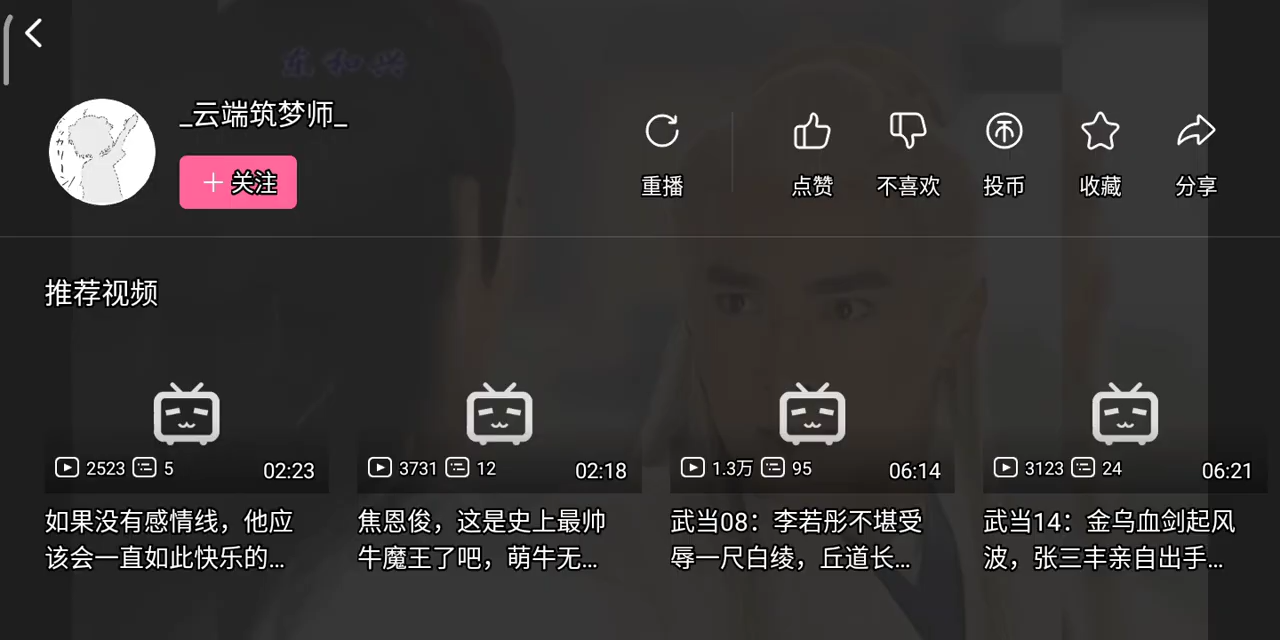 东和兴
_云端筑梦师_
+ 关注
重播
点赞
不喜欢
投币
收藏
分享
推荐视频
2523 5 02:23
3731 12 02:18
1.3万 95 06:14
3123 24 06:21
如果没有感情线，他应
该会一直如此快乐的...
焦恩俊，这是史上最帅
牛魔王了吧，萌牛无...
武当08：李若彤不堪受
辱一尺白绫，丘道长...
武当14：金乌血剑起风
波，张三丰亲自出手...